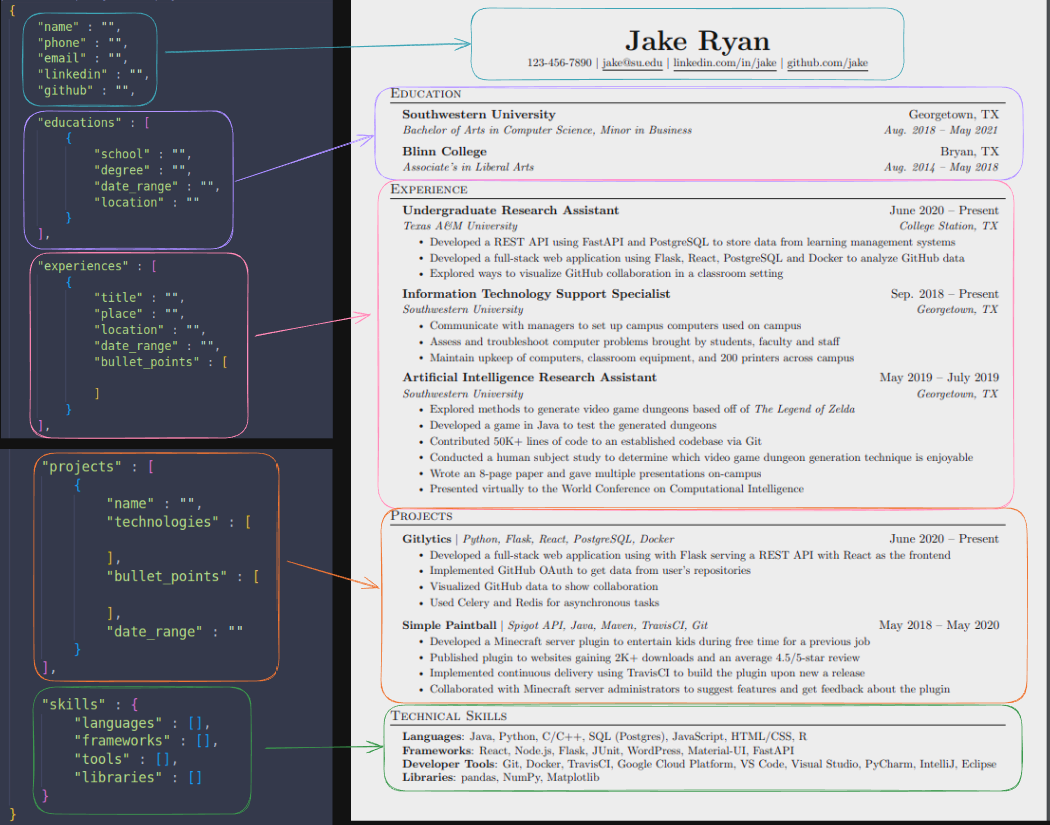 {
"name" : "",
"phone" : "",
"email" : "",
"linkedin" : "",
"github" : "",
"educations" : [
{
"school" : "",
"degree" : "",
"date_range" : "",
"location" : ""
}
],
"experiences" : [
{
"title" : "",
"place" : "",
"location" : "",
"date_range" : "",
"bullet_points" : [
]
}
],
"projects" : [
{
"name" : "",
"technologies" : [
],
"bullet_points" : [
],
"date_range" : ""
}
],
"skills" : {
"languages" : [],
"frameworks" : [],
"tools" : [],
"libraries" : []
}
}
Jake Ryan
123-456-7890 | jake@su.edu | linkedin.com/in/jake | github.com/jake
Education
Southwestern University Georgetown, TX
Bachelor of Arts in Computer Science, Minor in Business Aug. 2018 – May 2021
Blinn College Bryan, TX
Associate's in Liberal Arts Aug. 2014 – May 2018
Experience
Undergraduate Research Assistant June 2020 – Present
Texas A&M University College Station, TX
• Developed a REST API using FastAPI and PostgreSQL to store data from learning management systems
• Developed a full-stack web application using Flask, React, PostgreSQL and Docker to analyze GitHub data
• Explored ways to visualize GitHub collaboration in a classroom setting
Information Technology Support Specialist Sep. 2018 – Present
Southwestern University Georgetown, TX
• Communicate with managers to set up campus computers used on campus
• Assess and troubleshoot computer problems brought by students, faculty and staff
• Maintain upkeep of computers, classroom equipment, and 200 printers across campus
Artificial Intelligence Research Assistant May 2019 – July 2019
Southwestern University Georgetown, TX
• Explored methods to generate video game dungeons based off of The Legend of Zelda
• Developed a game in Java to test the generated dungeons
• Contributed 50K+ lines of code to an established codebase via Git
• Conducted a human subject study to determine which video game dungeon generation technique is enjoyable
• Wrote an 8-page paper and gave multiple presentations on-campus
• Presented virtually to the World Conference on Computational Intelligence
Projects
Gitlytics | Python, Flask, React, PostgreSQL, Docker June 2020 – Present
• Developed a full-stack web application using with Flask serving a REST API with React as the frontend
• Implemented GitHub OAuth to get data from user's repositories
• Visualized GitHub data to show collaboration
• Used Celery and Redis for asynchronous tasks
Simple Paintball | Spigot API, Java, Maven, TravisCI, Git May 2018 – May 2020
• Developed a Minecraft server plugin to entertain kids during free time for a previous job
• Published plugin to websites gaining 2K+ downloads and an average 4.5/5-star review
• Implemented continuous delivery using TravisCI to build the plugin upon new a release
• Collaborated with Minecraft server administrators to suggest features and get feedback about the plugin
Technical Skills
Languages: Java, Python, C/C++, SQL (Postgres), JavaScript, HTML/CSS, R
Frameworks: React, Node.js, Flask, JUnit, WordPress, Material-UI, FastAPI
Developer Tools: Git, Docker, TravisCI, Google Cloud Platform, VS Code, Visual Studio, PyCharm, IntelliJ, Eclipse
Libraries: pandas, NumPy, Matplotlib